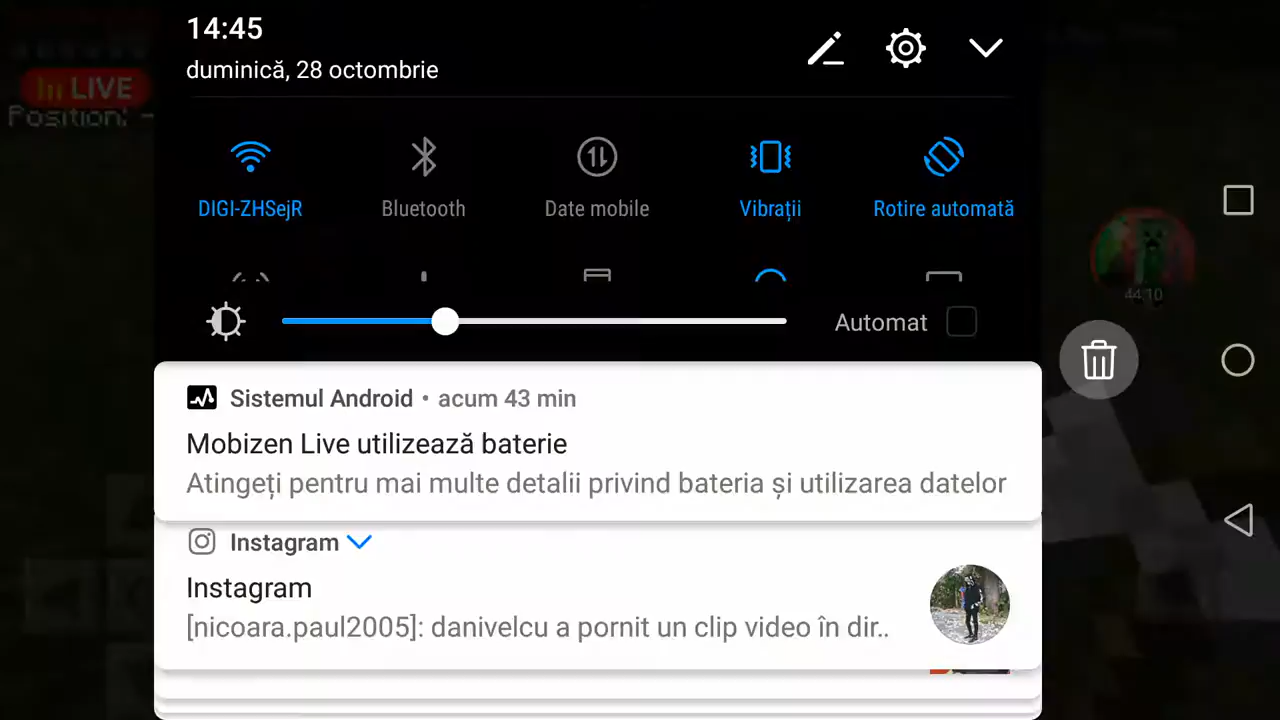 14:45
duminică, 28 octombrie
LIVE
Position: -
DIGI-ZHSejR
Bluetooth
Date mobile
Vibrații
Rotire automată
44:10
Automat
Sistemul Android • acum 43 min
Mobizen Live utilizează baterie
Atingeți pentru mai multe detalii privind bateria și utilizarea datelor
Instagram
Instagram
[nicoara.paul2005]: danivelcu a pornit un clip video în dir..